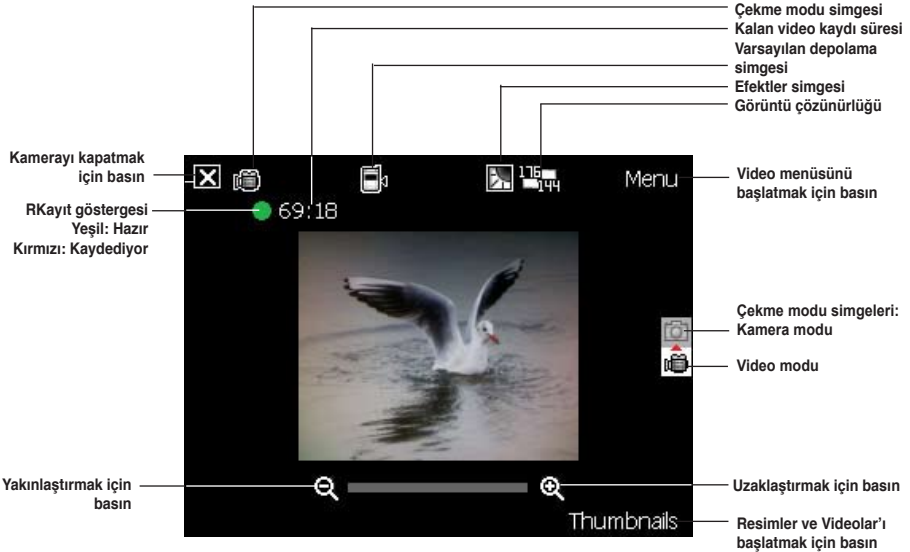 Çekme modu simgesi
Kalan video kaydı süresi
Varsayılan depolama
simgesi
Efektler simgesi
Görüntü çözünürlüğü
Kamerayı kapatmak
için basın
176
144
Menu
Video menüsünü
başlatmak için basın
RKayıt göstergesi
Yeşil: Hazır
Kırmızı: Kaydediyor
69:18
Çekme modu simgeleri:
Kamera modu
Video modu
Yakınlaştırmak için
basın
Uzaklaştırmak için basın
Thumbnails
Resimler ve Videolar'ı
başlatmak için basın